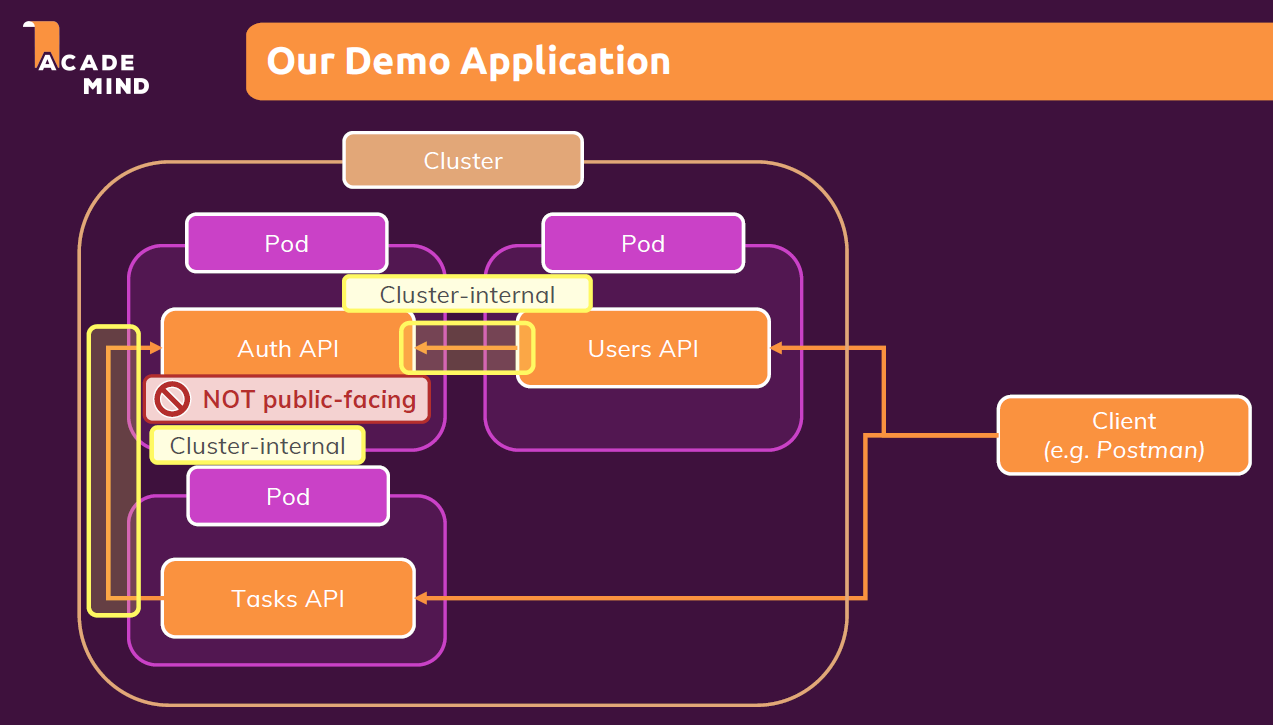 ACADE
MIND
Our Demo Application
Cluster
Pod
Pod
Cluster-internal
Auth API
Users API
NOT public-facing
Cluster-internal
Client
(e.g. Postman)
Pod
Tasks API